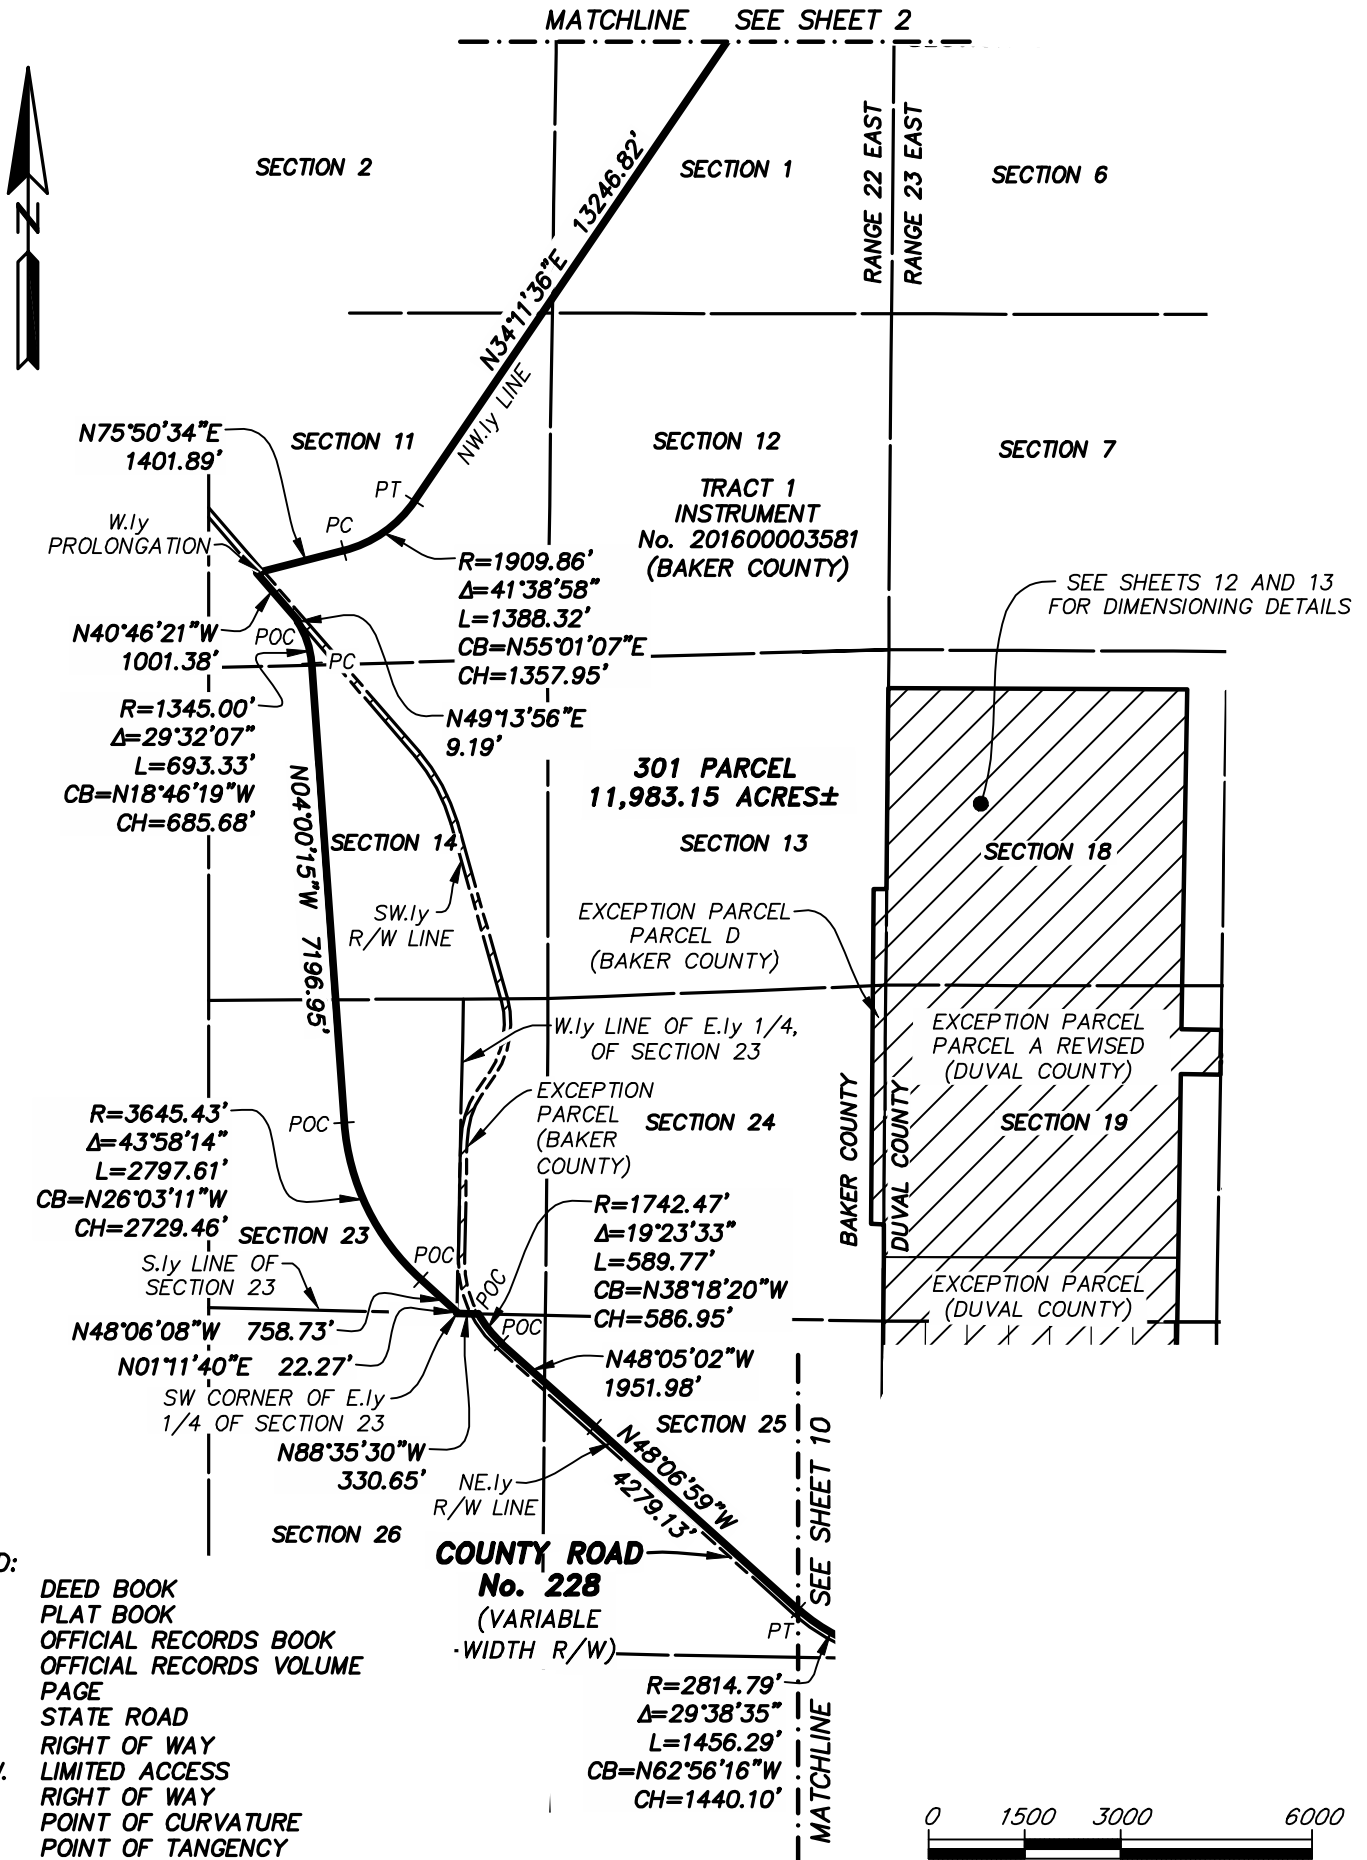 MATCHLINE SEE SHEET 2
N
SECTION 2
SECTION 1
SECTION 6
RANGE 22 EAST
RANGE 23 EAST
N34°11'36"E 13246.82'
NW.ly LINE
N75°50'34"E
1401.89'
SECTION 11
SECTION 12
SECTION 7
PT
PC
W.ly
PROLONGATION
TRACT 1
INSTRUMENT
No. 201600003581
(BAKER COUNTY)
R=1909.86'
Δ=41°38'58"
L=1388.32'
CB=N55°01'07"E
CH=1357.95'
SEE SHEETS 12 AND 13
FOR DIMENSIONING DETAILS
N40°46'21"W
1001.38'
POC
PC
R=1345.00'
Δ=29°32'07"
L=693.33'
CB=N18°46'19"W
CH=685.68'
N49°13'56"E
9.19'
301 PARCEL
11,983.15 ACRES±
N04°00'15"W 7196.95'
SECTION 14
SECTION 13
SECTION 18
SW.ly
R/W LINE
EXCEPTION PARCEL
PARCEL D
(BAKER COUNTY)
W.ly LINE OF E.ly 1/4,
OF SECTION 23
EXCEPTION PARCEL
PARCEL A REVISED
(DUVAL COUNTY)
EXCEPTION
PARCEL
(BAKER
COUNTY)
SECTION 24
BAKER COUNTY
DUVAL COUNTY
SECTION 19
R=3645.43'
Δ=43°58'14"
L=2797.61'
CB=N26°03'11"W
CH=2729.46'
POC
SECTION 23
POC
POC
POC
R=1742.47'
Δ=19°23'33"
L=589.77'
CB=N38°18'20"W
CH=586.95'
S.ly LINE OF
SECTION 23
EXCEPTION PARCEL
(DUVAL COUNTY)
N48°06'08"W 758.73'
N01°11'40"E 22.27'
N48°05'02"W
1951.98'
SW CORNER OF E.ly
1/4 OF SECTION 23
SECTION 25
N88°35'30"W
330.65'
NE.ly
R/W LINE
N48°06'59"W
4279.13'
SEE SHEET 10
SECTION 26
COUNTY ROAD
No. 228
(VARIABLE
WIDTH R/W)
PT
MATCHLINE
R=2814.79'
Δ=29°38'35"
L=1456.29'
CB=N62°56'16"W
CH=1440.10'
DEED BOOK
PLAT BOOK
OFFICIAL RECORDS BOOK
OFFICIAL RECORDS VOLUME
PAGE
STATE ROAD
RIGHT OF WAY
LIMITED ACCESS
RIGHT OF WAY
POINT OF CURVATURE
POINT OF TANGENCY
0 1500 3000 6000